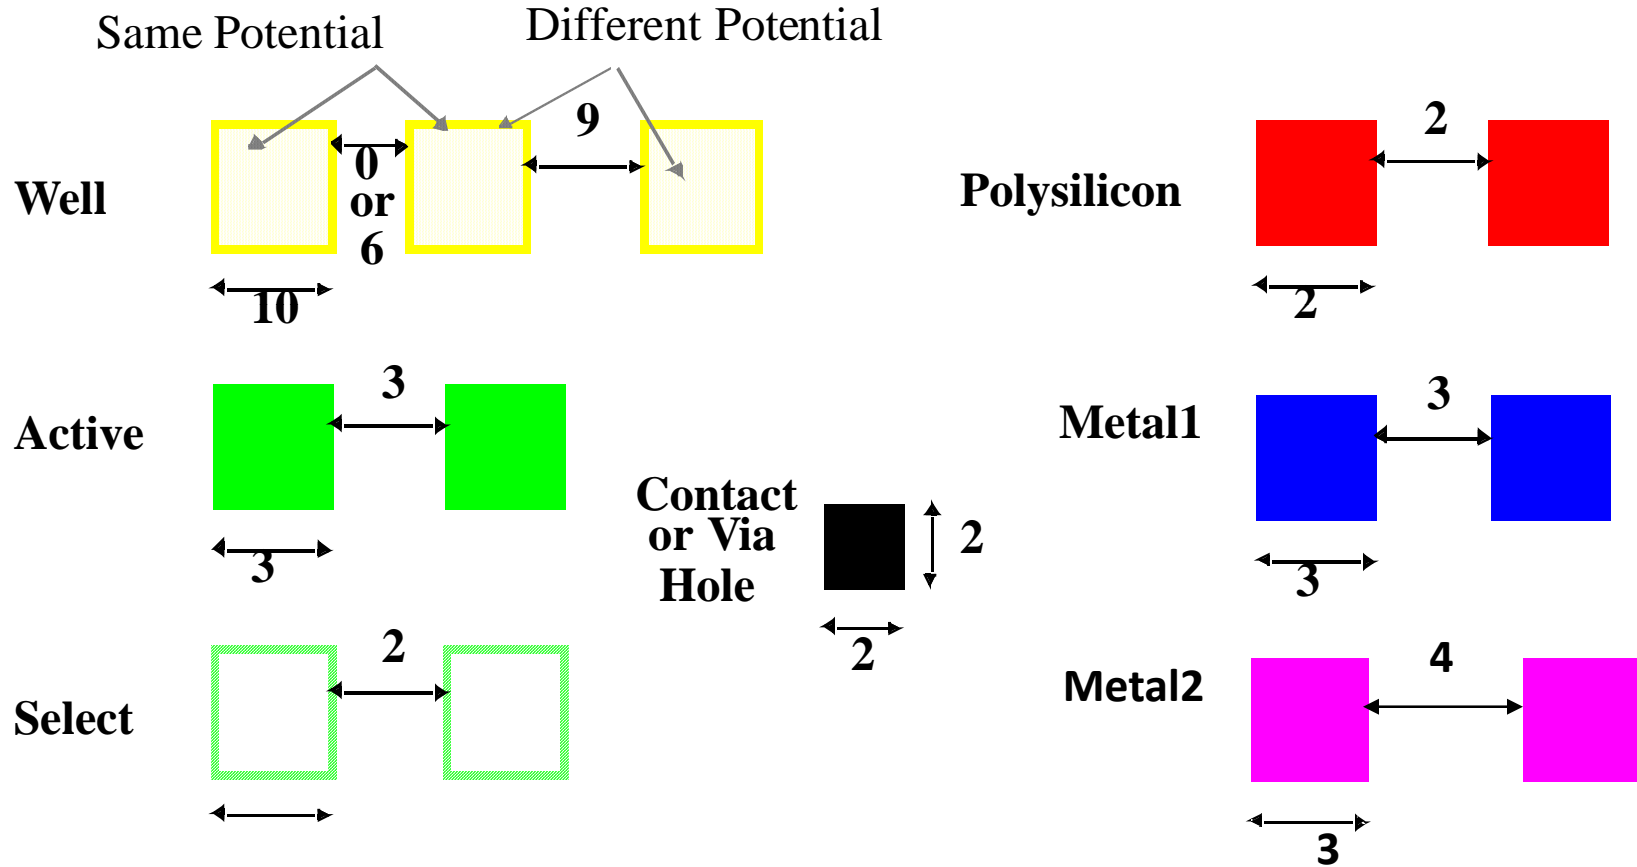 Same Potential
Different Potential
Well
0
or
6
9
10
Polysilicon
2
2
Active
3
3
Metal1
3
3
Contact
or Via
Hole
2
2
Select
2
Metal2
4
3